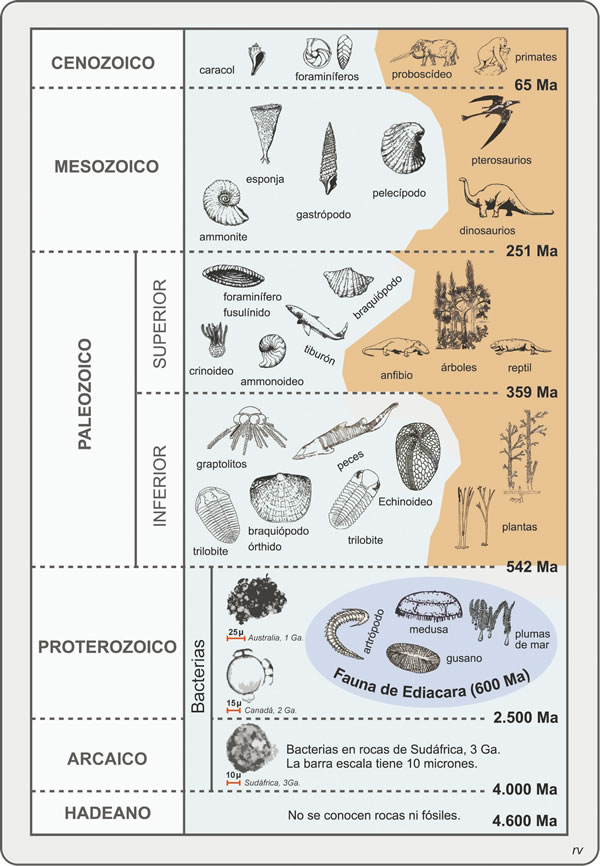 CENOZOICO
caracol
foraminíferos
proboscídeo
primates
65 Ma
MESOZOICO
esponja
ammonite
gastrópodo
pelecípodo
pterosaurios
dinosaurios
251 Ma
PALEOZOICO
SUPERIOR
foraminífero
fusulínido
braquiópodo
crinoideo
ammonoideo
tiburón
anfibio
árboles
reptil
359 Ma
INFERIOR
graptolitos
peces
Echinoideo
trilobite
braquiópodo
órthido
trilobite
plantas
542 Ma
PROTEROZOICO
Bacterias
25µ
Australia, 1 Ga.
15µ
Canadá, 2 Ga.
artrópodo
medusa
gusano
plumas
de mar
Fauna de Ediacara (600 Ma)
2.500 Ma
ARCAICO
10µ
Sudáfrica, 3Ga.
Bacterias en rocas de Sudáfrica, 3 Ga.
La barra escala tiene 10 micrones.
4.000 Ma
HADEANO
No se conocen rocas ni fósiles.
4.600 Ma
rv